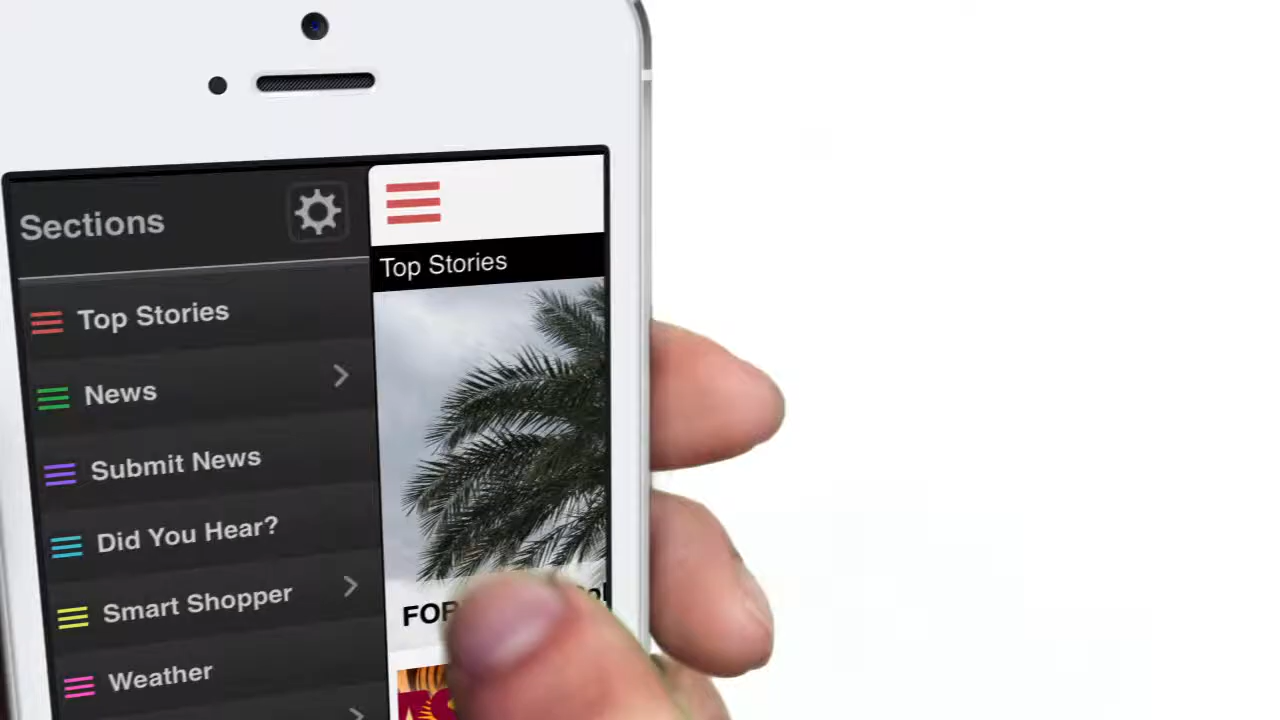 Sections
Top Stories
News
Submit News
Did You Hear?
Smart Shopper
Weather
Top Stories